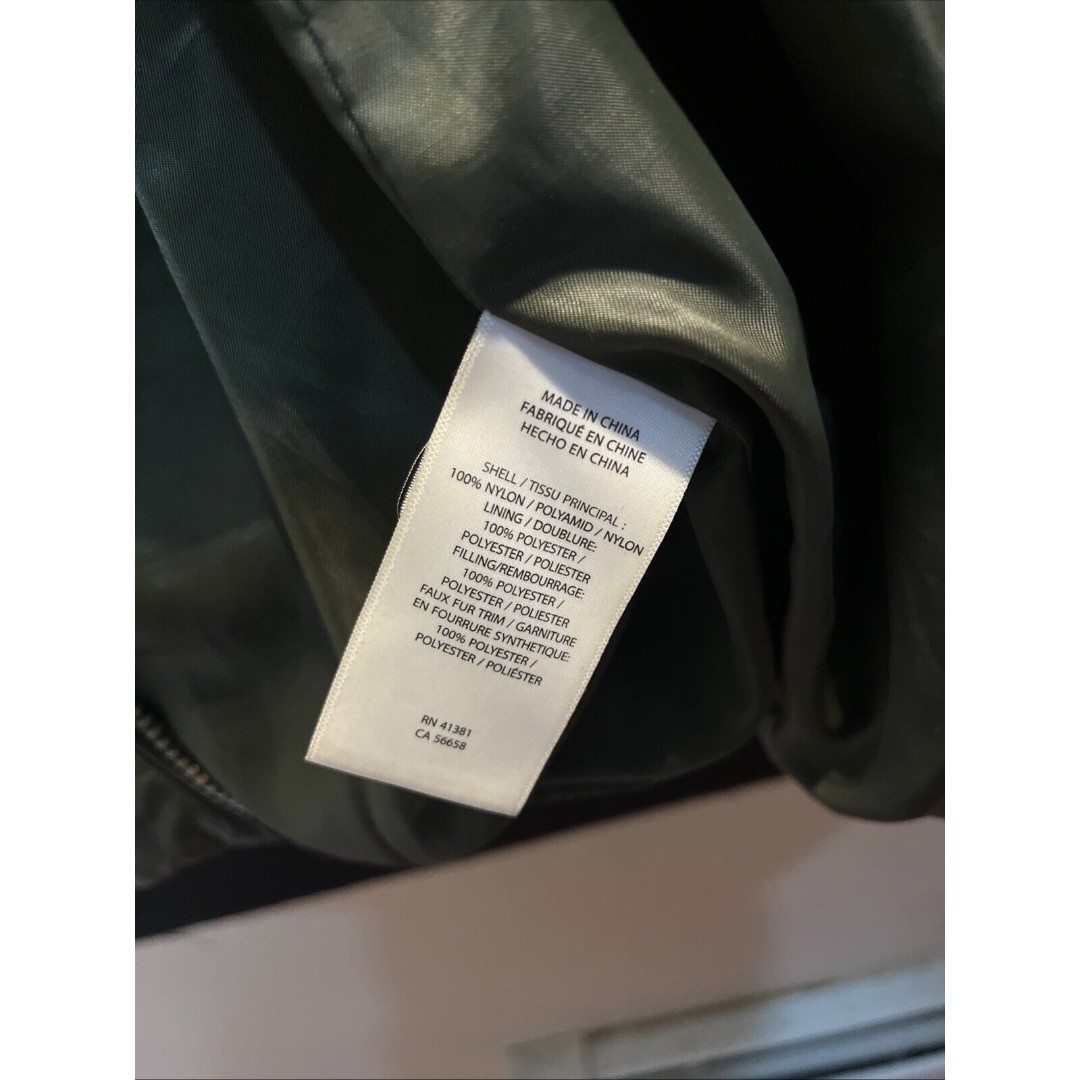 MADE IN CHINA
FABRIQUÉ EN CHINE
HECHO EN CHINA
SHELL / TISSU PRINCIPAL :
100% NYLON / POLYAMID / NYLON
LINING / DOUBLURE:
100% POLYESTER /
POLYESTER / POLIESTER
FILLING/REMBOURRAGE:
100% POLYESTER /
POLYESTER / POLIESTER
FAUX FUR TRIM / GARNITURE
EN FOURRURE SYNTHETIQUE:
100% POLYESTER /
POLYESTER / POLIÉSTER
RN 41381
CA 56658